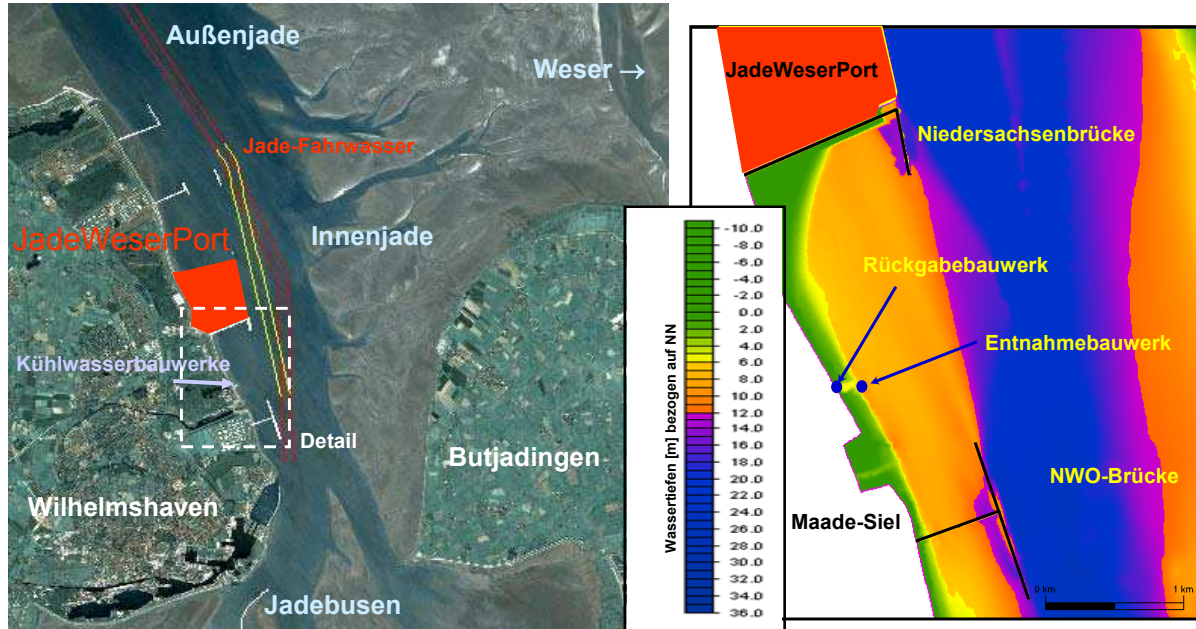 Außenjade
Weser →
Jade-Fahrwasser
JadeWeserPort
Innenjade
Kühlwasserbauwerke
Detail
Butjadingen
Wilhelmshaven
Jadebusen
Wassertiefen [m] bezogen auf NN
-10.0
-8.0
-6.0
-4.0
-2.0
0.0
2.0
4.0
6.0
8.0
10.0
12.0
14.0
16.0
18.0
20.0
22.0
24.0
26.0
28.0
30.0
32.0
34.0
36.0
JadeWeserPort
Niedersachsenbrücke
Rückgabebauwerk
Entnahmebauwerk
NWO-Brücke
Maade-Siel
0 km
1 km